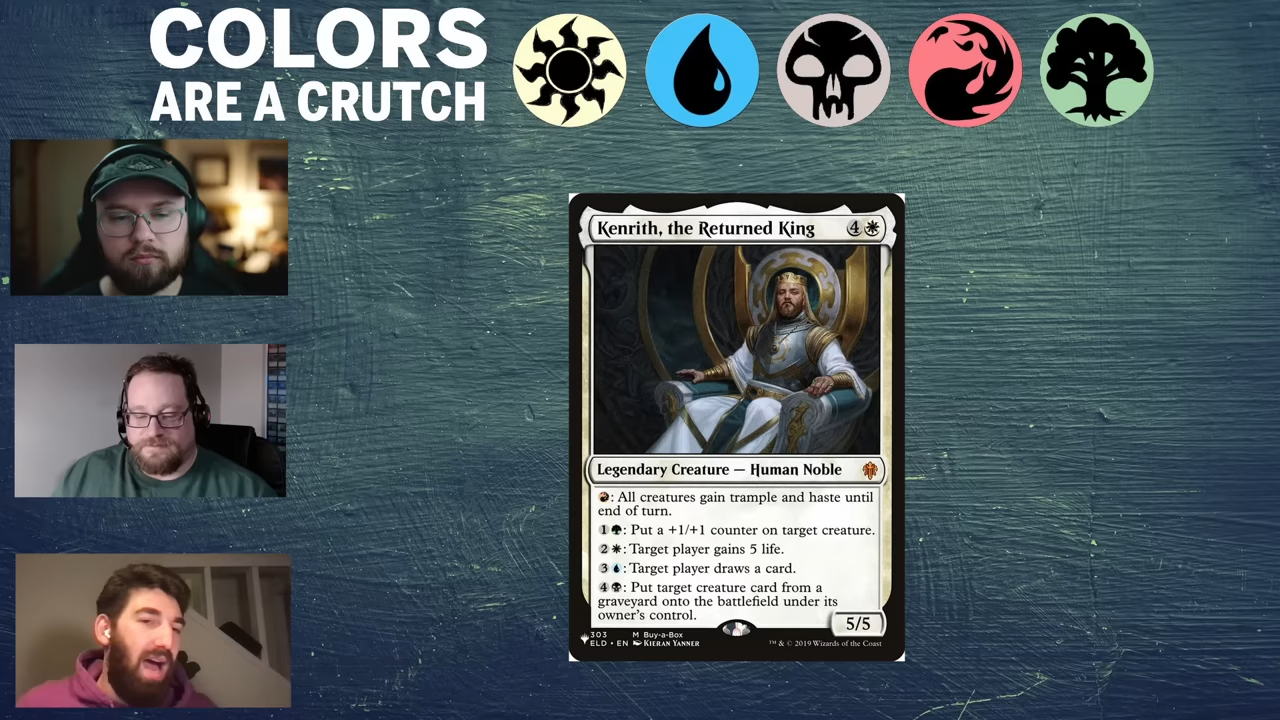 COLORS
ARE A CRUTCH
Kenrith, the Returned King 4
Legendary Creature — Human Noble
: All creatures gain trample and haste until
end of turn.
1 : Put a +1/+1 counter on target creature.
2 : Target player gains 5 life.
3 : Target player draws a card.
4 : Put target creature card from a
graveyard onto the battlefield under its
owner's control.
5/5
303 M Buy-a-Box
ELD • EN KIERAN YANNER
™ & © 2019 Wizards of the Coast